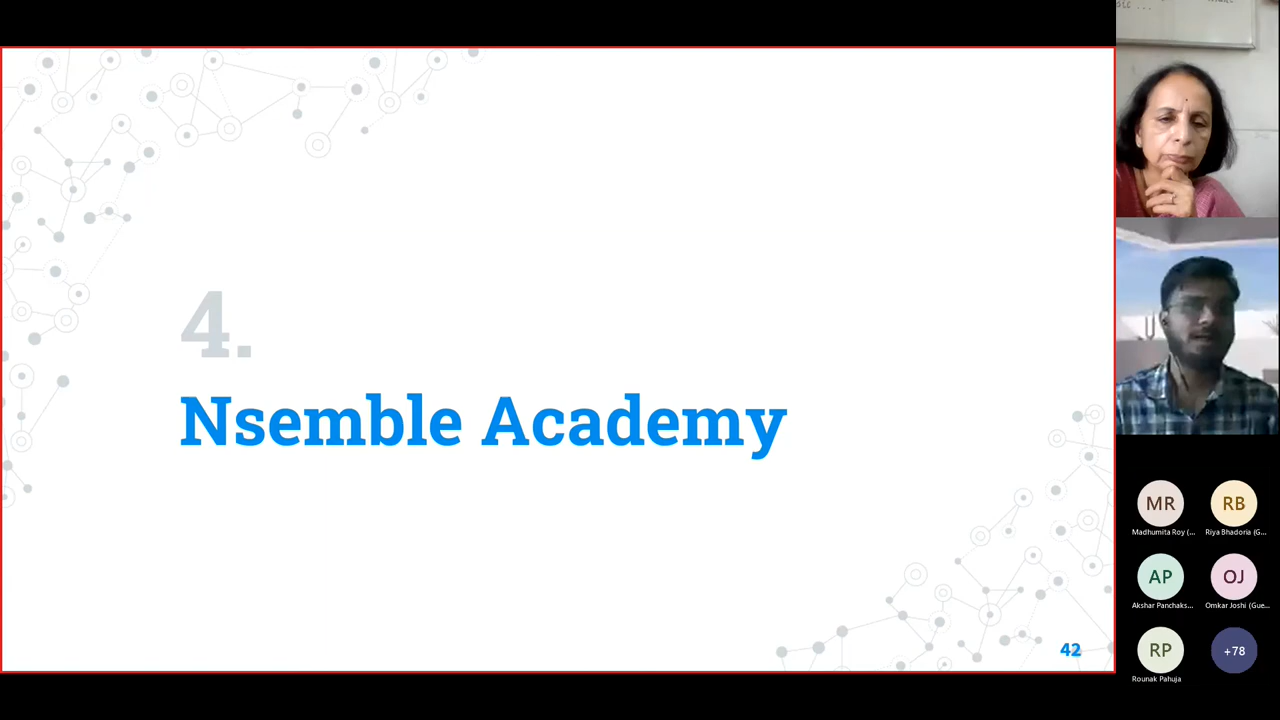 4.
Nsemble Academy
42
MR
RB
Madhumita Roy (...
Riya Bhadoria (G...
AP
OJ
Akshar Panchaks...
Omkar Joshi (Gue...
RP
+78
Rounak Pahuja